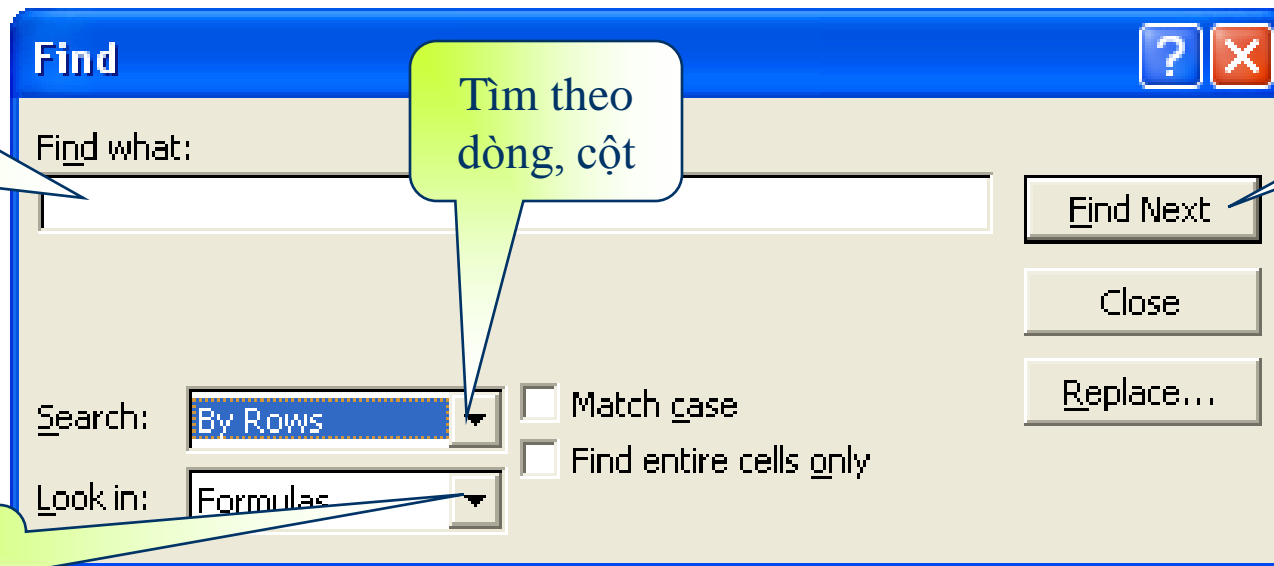 Find
Tìm theo
dòng, cột
Find what:
Find Next
Close
Replace...
Search:
By Rows
Match case
Find entire cells only
Look in:
Formulas